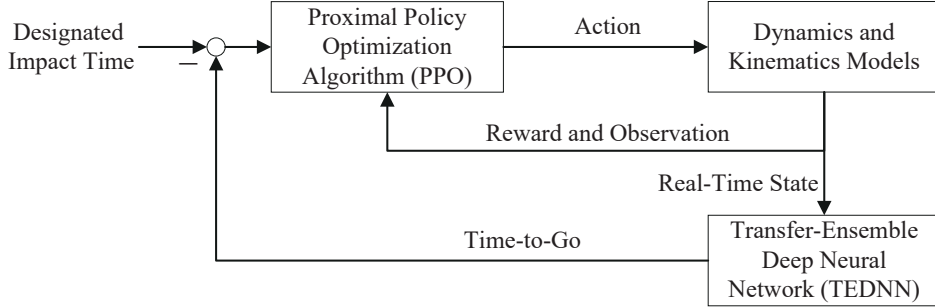 Designated
Impact Time
–
Proximal Policy
Optimization
Algorithm (PPO)
Action
Dynamics and
Kinematics Models
Reward and Observation
Real-Time State
Time-to-Go
Transfer-Ensemble
Deep Neural
Network (TEDNN)